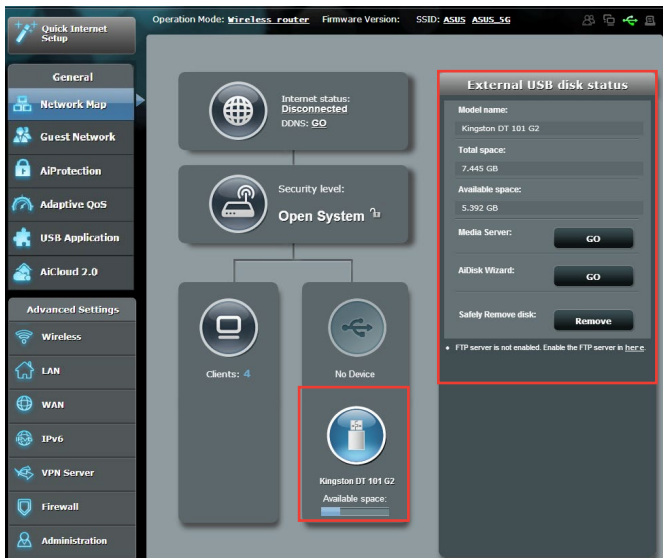 Operation Mode: Wireless router Firmware Version: SSID: ASUS ASUS_5G
Quick Internet
Setup
General
Network Map
Guest Network
AiProtection
Adaptive QoS
USB Application
AiCloud 2.0
Advanced Settings
Wireless
LAN
WAN
IPv6
VPN Server
Firewall
Administration
Internet status:
Disconnected
DDNS: GO
Security level:
Open System
Clients: 4
No Device
Kingston DT 101 G2
Available space:
External USB disk status
Model name:
Kingston DT 101 G2
Total space:
7.445 GB
Available space:
5.392 GB
Media Server: GO
AiDisk Wizard: GO
Safely Remove disk: Remove
• FTP server is not enabled. Enable the FTP server in here.